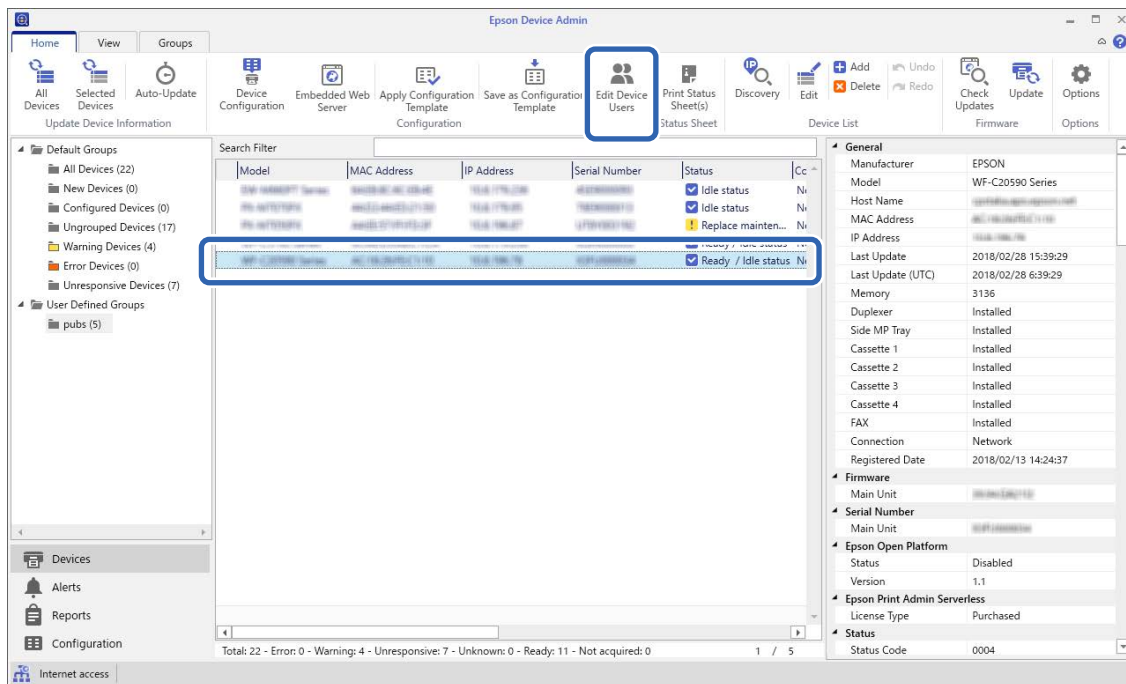 Epson Device Admin
Home View Groups
All Devices
Selected Devices
Auto-Update
Update Device Information
Device Configuration
Embedded Web Server
Apply Configuration Template
Save as Configuration Template
Configuration
Edit Device Users
Print Status Sheet(s)
Status Sheet
Discovery
Edit
Add
Delete
Undo
Redo
Device List
Check Updates
Update
Firmware
Options
Options
Default Groups
All Devices (22)
New Devices (0)
Configured Devices (0)
Ungrouped Devices (17)
Warning Devices (4)
Error Devices (0)
Unresponsive Devices (7)
User Defined Groups
pubs (5)
Devices
Alerts
Reports
Configuration
Search Filter
Model MAC Address IP Address Serial Number Status Co
Idle status
Idle status
Replace mainten...
Ready / Idle status
Ready / Idle status
Total: 22 - Error: 0 - Warning: 4 - Unresponsive: 7 - Unknown: 0 - Ready: 11 - Not acquired: 0 1 / 5
General
Manufacturer EPSON
Model WF-C20590 Series
Host Name
MAC Address
IP Address
Last Update 2018/02/28 15:39:29
Last Update (UTC) 2018/02/28 6:39:29
Memory 3136
Duplexer Installed
Side MP Tray Installed
Cassette 1 Installed
Cassette 2 Installed
Cassette 3 Installed
Cassette 4 Installed
FAX Installed
Connection Network
Registered Date 2018/02/13 14:24:37
Firmware
Main Unit
Serial Number
Main Unit
Epson Open Platform
Status Disabled
Version 1.1
Epson Print Admin Serverless
License Type Purchased
Status
Status Code 0004
Internet access